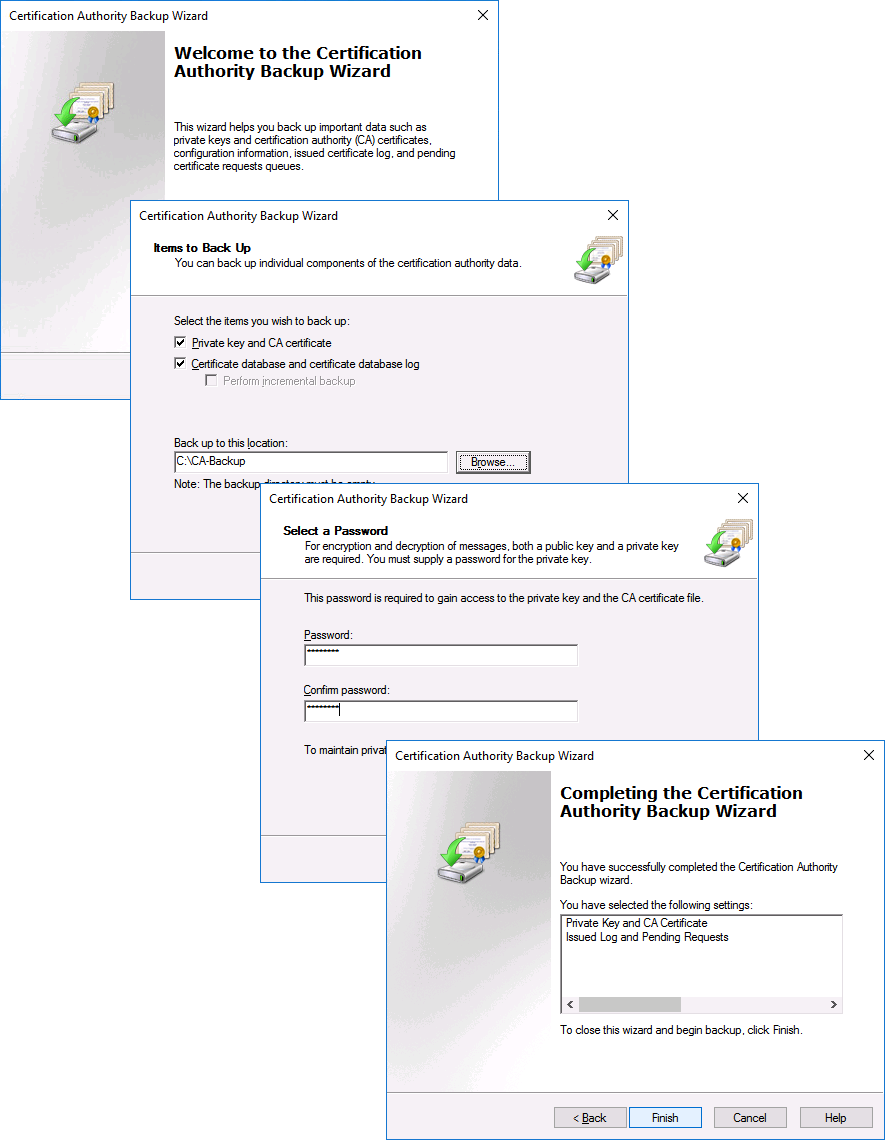 Certification Authority Backup Wizard
Welcome to the Certification
Authority Backup Wizard
This wizard helps you back up important data such as
private keys and certification authority (CA) certificates,
configuration information, issued certificate log, and pending
certificate requests queues.
Certification Authority Backup Wizard
Items to Back Up
You can back up individual components of the certification authority data.
Select the items you wish to back up:
Private key and CA certificate
Certificate database and certificate database log
Perform incremental backup
Back up to this location:
C:\CA-Backup
Browse...
Note: The backup directory must be empty
Certification Authority Backup Wizard
Select a Password
For encryption and decryption of messages, both a public key and a private key
are required. You must supply a password for the private key.
This password is required to gain access to the private key and the CA certificate file.
Password:
********
Confirm password:
********
To maintain
Certification Authority Backup Wizard
Completing the Certification
Authority Backup Wizard
You have successfully completed the Certification Authority
Backup wizard.
You have selected the following settings:
Private Key and CA Certificate
Issued Log and Pending Requests
To close this wizard and begin backup, click Finish.
< Back
Finish
Cancel
Help